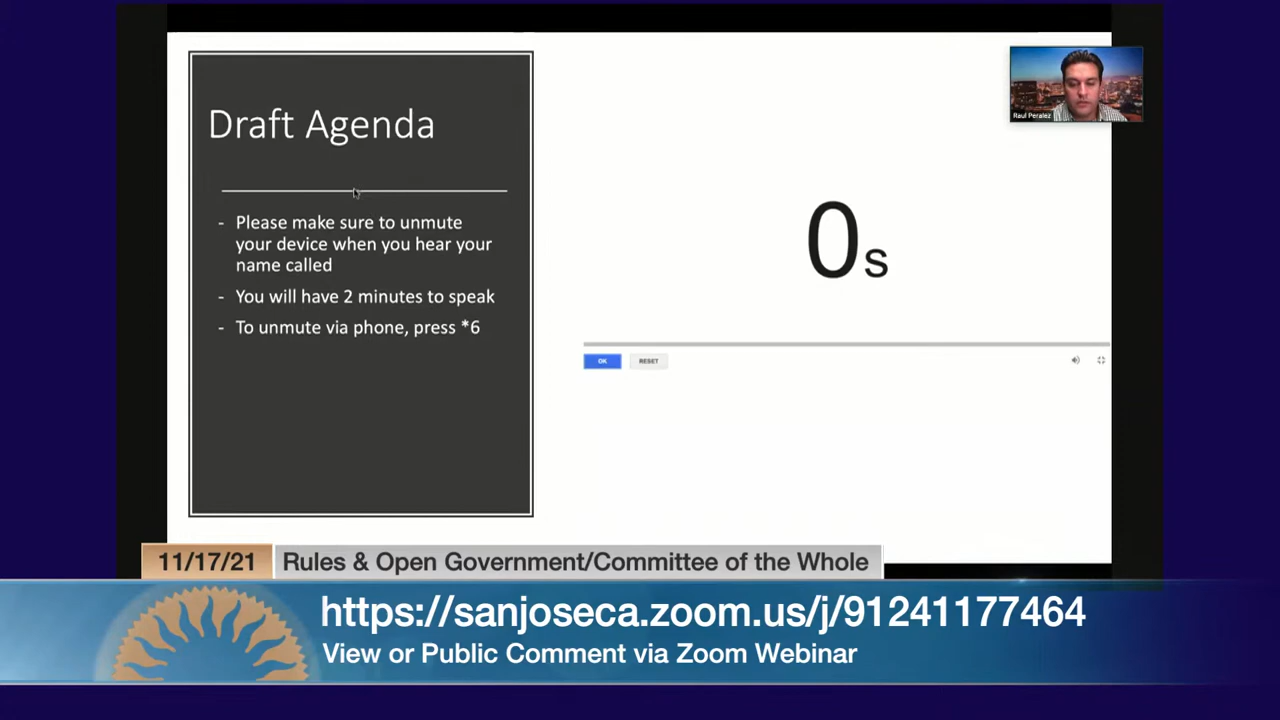 Draft Agenda
- Please make sure to unmute
your device when you hear your
name called
- You will have 2 minutes to speak
- To unmute via phone, press *6
Raul Peralez
0s
OK
RESET
11/17/21
Rules & Open Government/Committee of the Whole
https://sanjoseca.zoom.us/j/91241177464
View or Public Comment via Zoom Webinar